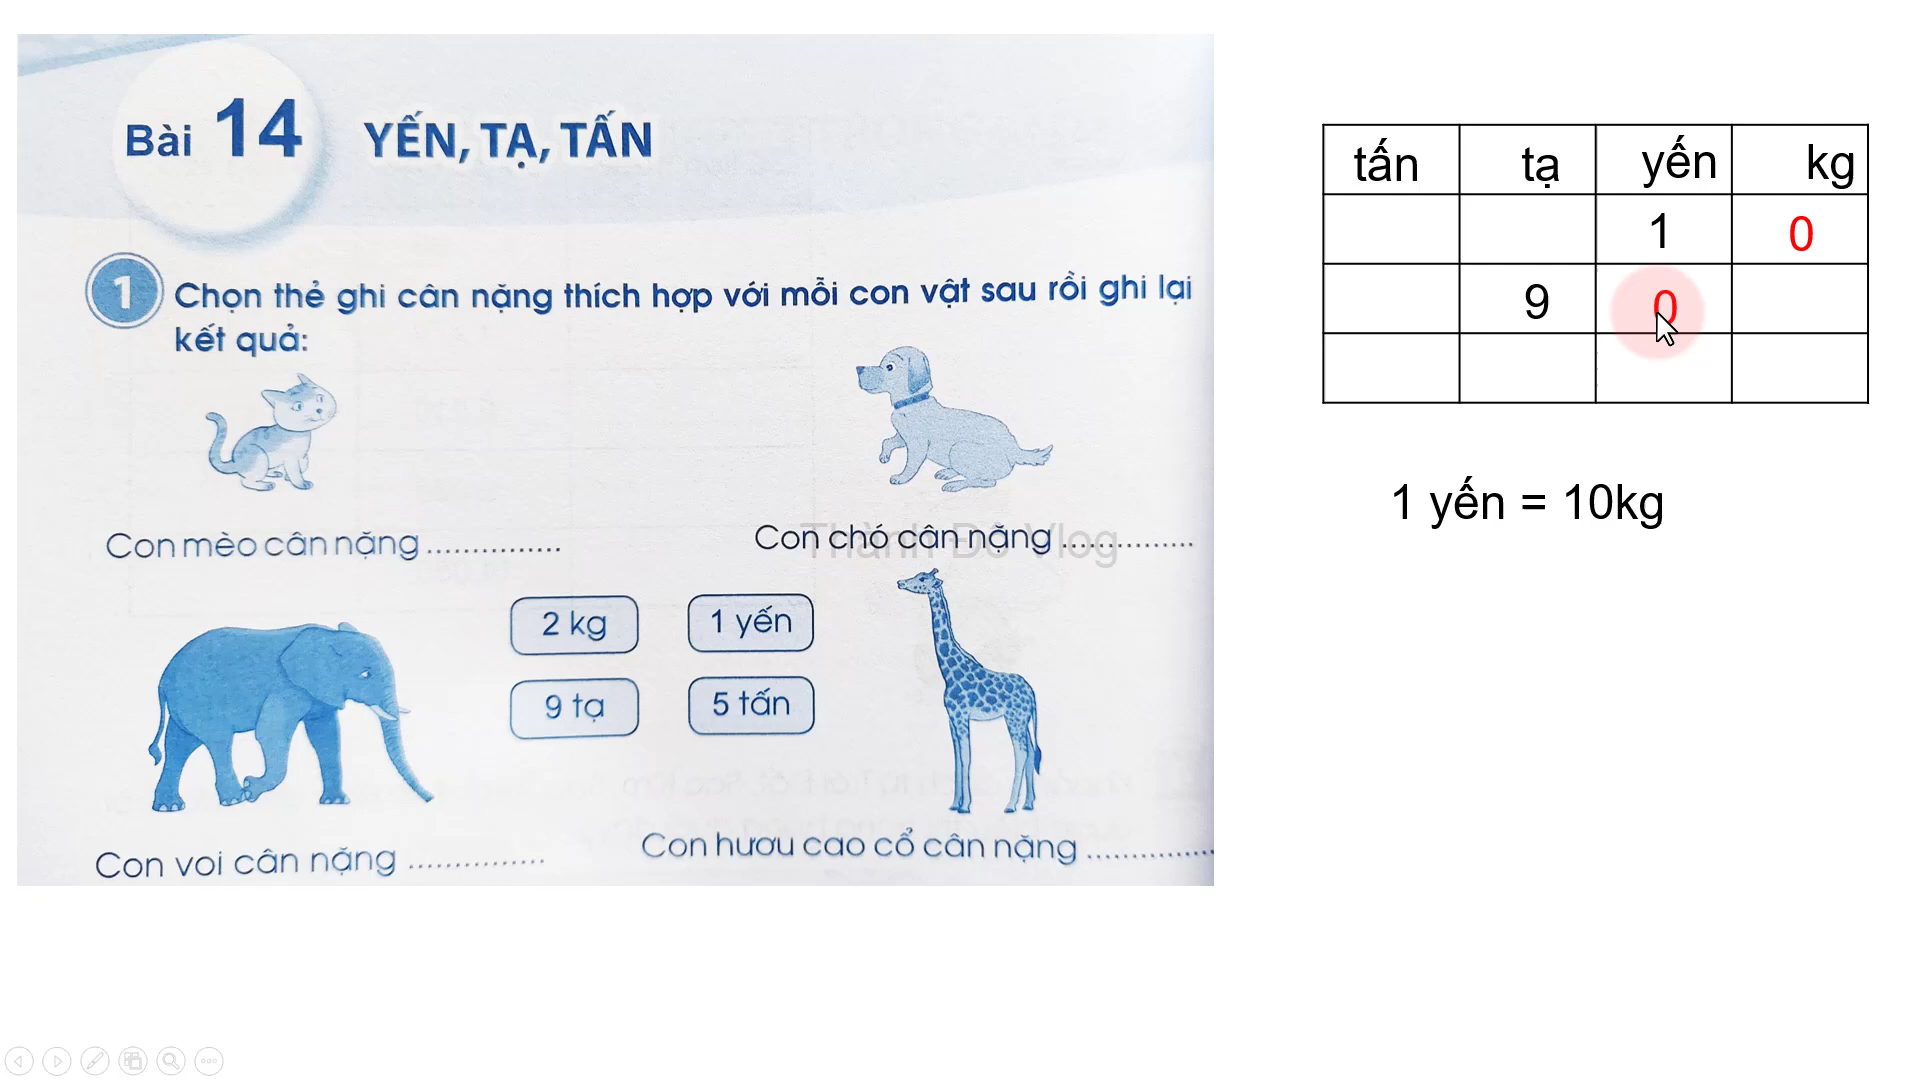 Bài 14 YẾN, TẠ, TẤN
1 Chọn thẻ ghi cân nặng thích hợp với mỗi con vật sau rồi ghi lại
kết quả:
Con mèo cân nặng ...............
Con chó cân nặng ...............
Thành Đô Vlog
2 kg
1 yến
9 tạ
5 tấn
Con voi cân nặng ...............
Con hươu cao cổ cân nặng ...............
tấn tạ yến kg
1 0
9 0
1 yến = 10kg